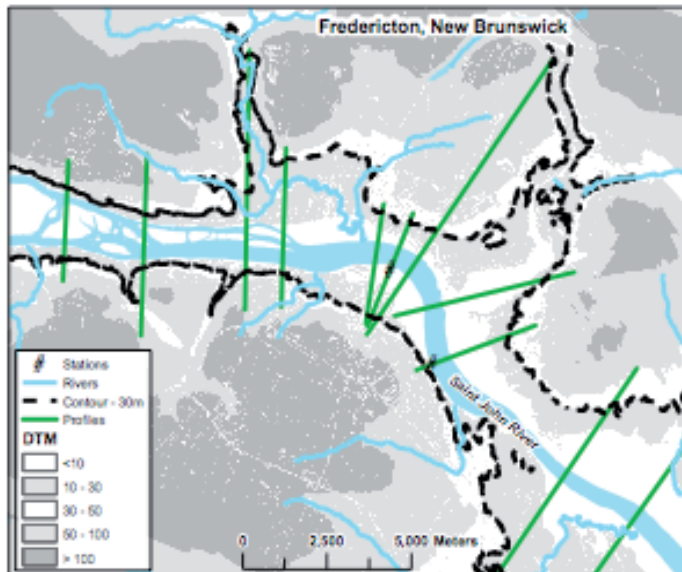 Fredericton, New Brunswick
Saint John River
Stations
Rivers
Contour - 30m
Profiles
DTM
<10
10 - 30
30 - 50
50 - 100
> 100
0 2,500 5,000 Meters